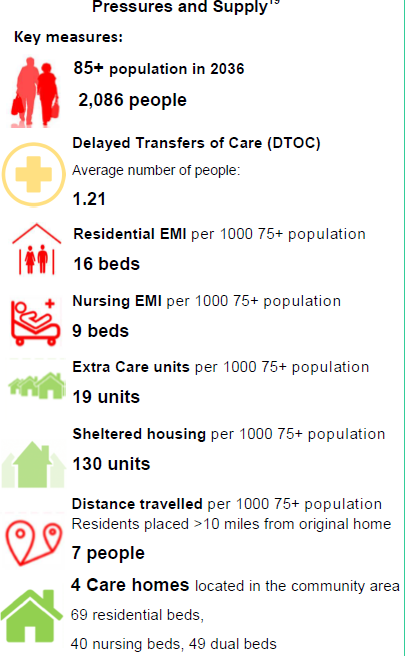 Pressures and Supply¹⁹
Key measures:
85+ population in 2036
2,086 people
Delayed Transfers of Care (DTOC)
Average number of people:
1.21
Residential EMI per 1000 75+ population
16 beds
Nursing EMI per 1000 75+ population
9 beds
Extra Care units per 1000 75+ population
19 units
Sheltered housing per 1000 75+ population
130 units
Distance travelled per 1000 75+ population
Residents placed >10 miles from original home
7 people
4 Care homes located in the community area
69 residential beds,
40 nursing beds, 49 dual beds